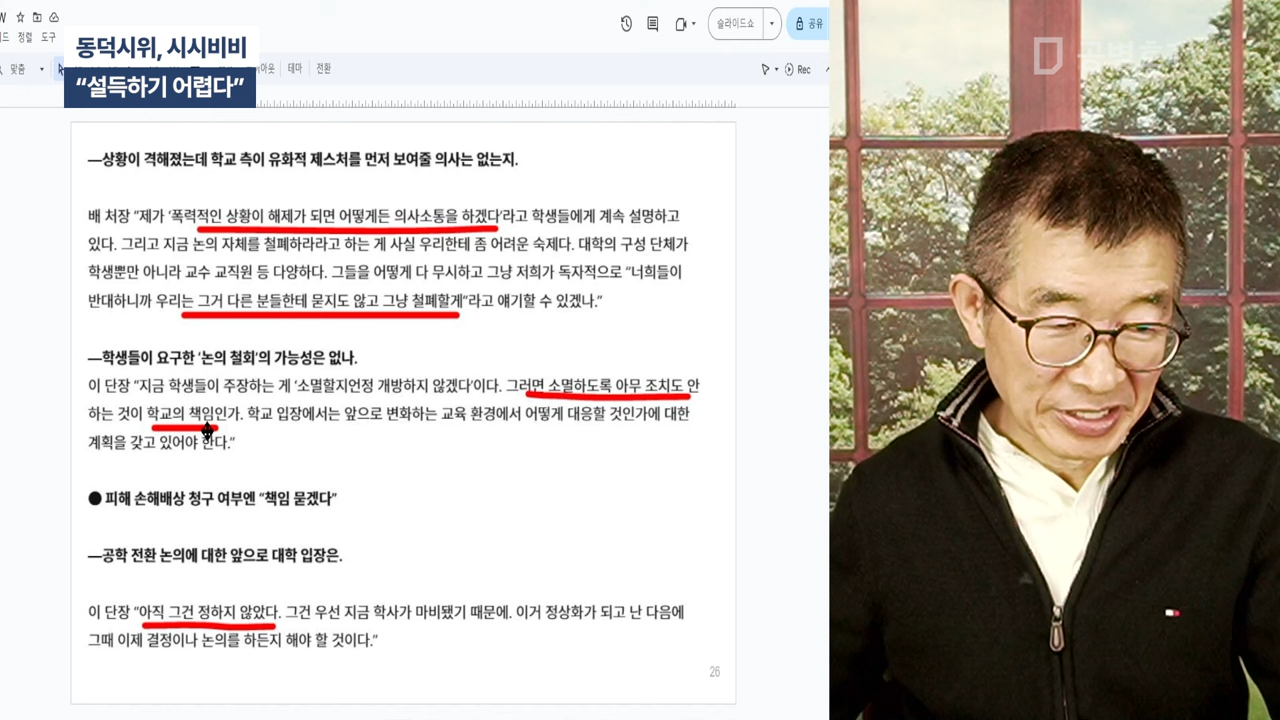 동덕시위, 시시비비
“설득하기 어렵다”
정렬 도구
맞춤
테마 전환
슬라이드쇼
공유
Rec
—상황이 격해졌는데 학교 측이 유화적 제스처를 먼저 보여줄 의사는 없는지.
배 처장 “제가 ‘폭력적인 상황이 해제가 되면 어떻게든 의사소통을 하겠다’라고 학생들에게 계속 설명하고
있다. 그리고 지금 논의 자체를 철폐하라라고 하는 게 사실 우리한테 좀 어려운 숙제다. 대학의 구성 단체가
학생뿐만 아니라 교수 교직원 등 다양하다. 그들을 어떻게 다 무시하고 그냥 저희가 독자적으로 “너희들이
반대하니까 우리는 그거 다른 분들한테 묻지도 않고 그냥 철폐할게“라고 얘기할 수 있겠나.”
—학생들이 요구한 ‘논의 철회’의 가능성은 없나.
이 단장 “지금 학생들이 주장하는 게 ‘소멸할지언정 개방하지 않겠다’이다. 그러면 소멸하도록 아무 조치도 안
하는 것이 학교의 책임인가. 학교 입장에서는 앞으로 변화하는 교육 환경에서 어떻게 대응할 것인가에 대한
계획을 갖고 있어야 한다.”
● 피해 손해배상 청구 여부엔 “책임 묻겠다”
—공학 전환 논의에 대한 앞으로 대학 입장은.
이 단장 “아직 그건 정하지 않았다. 그건 우선 지금 학사가 마비됐기 때문에. 이거 정상화가 되고 난 다음에
그때 이제 결정이나 논의를 하든지 해야 할 것이다.”
26